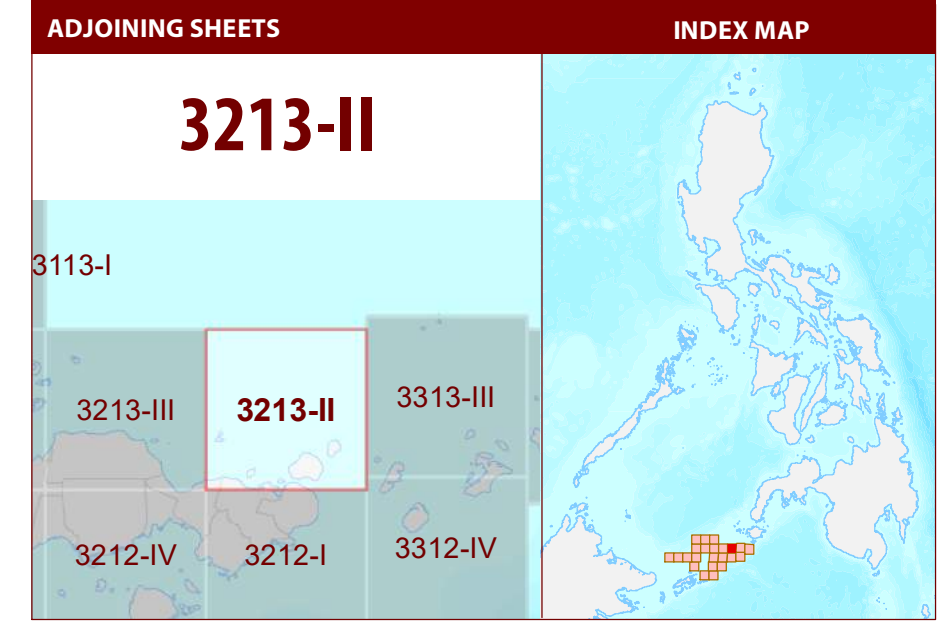 ADJOINING SHEETS
INDEX MAP
3213-II
3113-I
3213-III
3213-II
3313-III
3212-IV
3212-I
3312-IV